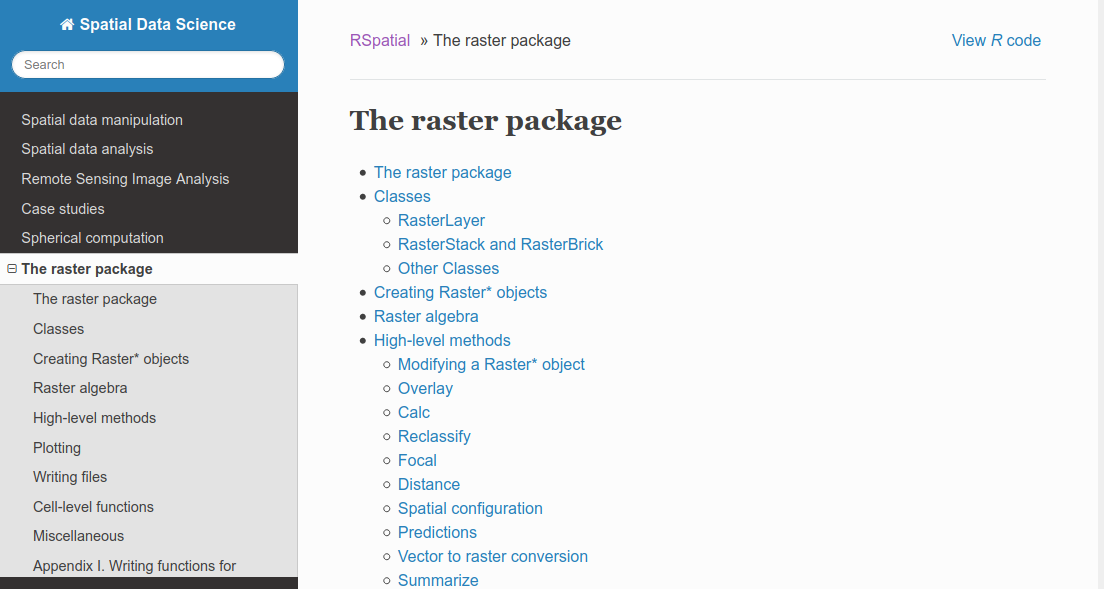 Spatial Data Science
Search
Spatial data manipulation
Spatial data analysis
Remote Sensing Image Analysis
Case studies
Spherical computation
The raster package
The raster package
Classes
Creating Raster* objects
Raster algebra
High-level methods
Plotting
Writing files
Cell-level functions
Miscellaneous
Appendix I. Writing functions for
RSpatial » The raster package
View R code
The raster package
The raster package
Classes
RasterLayer
RasterStack and RasterBrick
Other Classes
Creating Raster* objects
Raster algebra
High-level methods
Modifying a Raster* object
Overlay
Calc
Reclassify
Focal
Distance
Spatial configuration
Predictions
Vector to raster conversion
Summarize